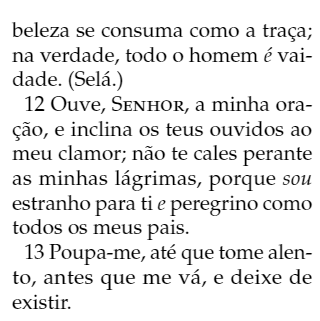 beleza se consuma como a traça;
na verdade, todo o homem é vai-
dade. (Selá.)
12 Ouve, SENHOR, a minha ora-
ção, e inclina os teus ouvidos ao
meu clamor; não te cales perante
as minhas lágrimas, porque sou
estranho para ti e peregrino como
todos os meus pais.
13 Poupa-me, até que tome alen-
to, antes que me vá, e deixe de
existir.